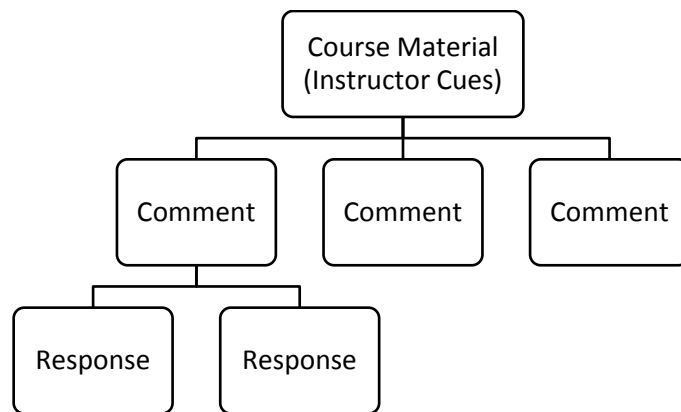 Course Material
(Instructor Cues)
Comment
Comment
Comment
Response
Response